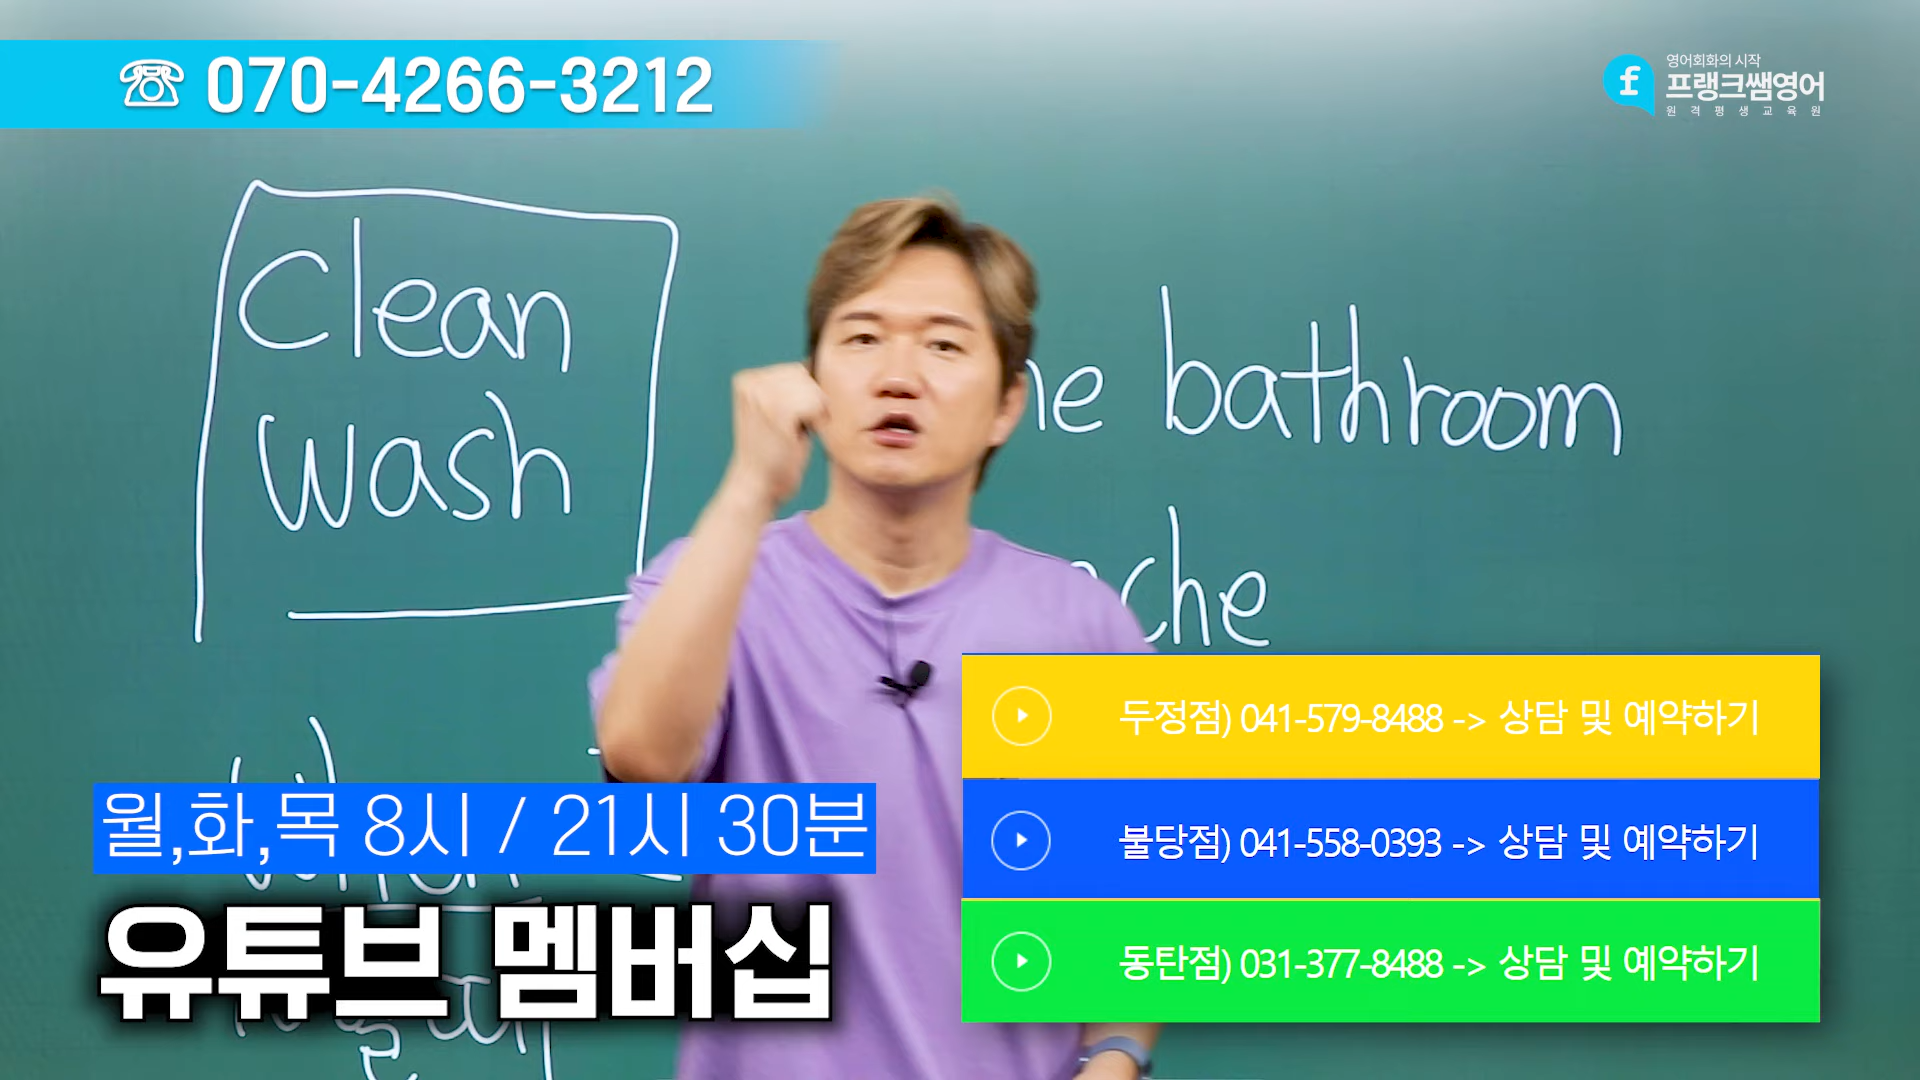 070-4266-3212
영어회화의 시작
프랭크쌤영어
원격평생교육원
clean
wash
bathroom
두정점) 041-579-8488 -> 상담 및 예약하기
불당점) 041-558-0393 -> 상담 및 예약하기
동탄점) 031-377-8488 -> 상담 및 예약하기
월,화,목 8시 / 21시 30분
유튜브 멤버십